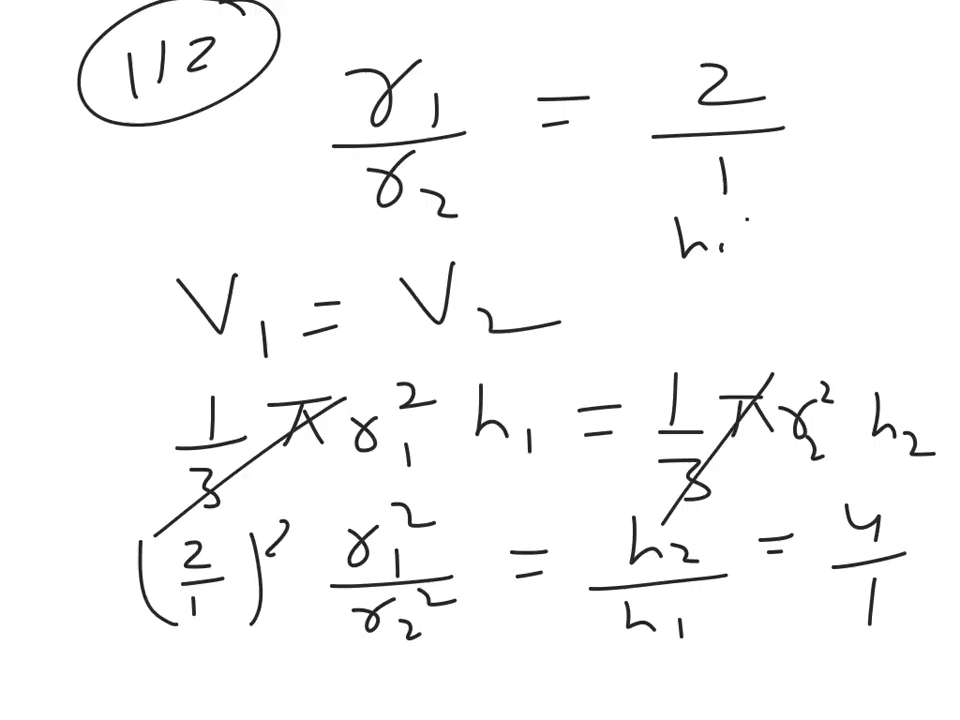 112
r₁/r₂ = 2/1
h₁
V₁ = V₂
1/3 π r₁² h₁ = 1/3 π r₂² h₂
(2/1)² r₁²/r₂² = h₂/h₁ = 4/1